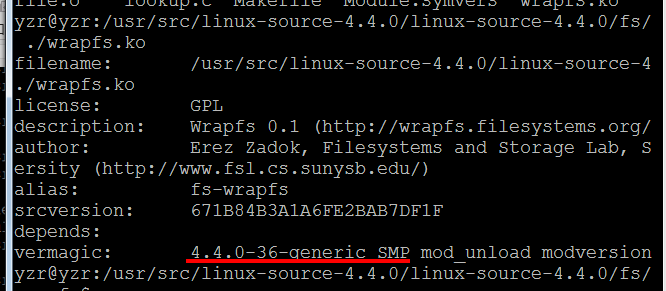 file.o lookup.c Makefile Module.symvers wrapfs.ko
yzr@yzr:/usr/src/linux-source-4.4.0/linux-source-4.4.0/fs/
./wrapfs.ko
filename: /usr/src/linux-source-4.4.0/linux-source-4
./wrapfs.ko
license: GPL
description: Wrapfs 0.1 (http://wrapfs.filesystems.org/
author: Erez Zadok, Filesystems and Storage Lab, S
ersity (http://www.fsl.cs.sunysb.edu/)
alias: fs-wrapfs
srcversion: 671B84B3A1A6FE2BAB7DF1F
depends:
vermagic: 4.4.0-36-generic SMP mod_unload modversion
yzr@yzr:/usr/src/linux-source-4.4.0/linux-source-4.4.0/fs/